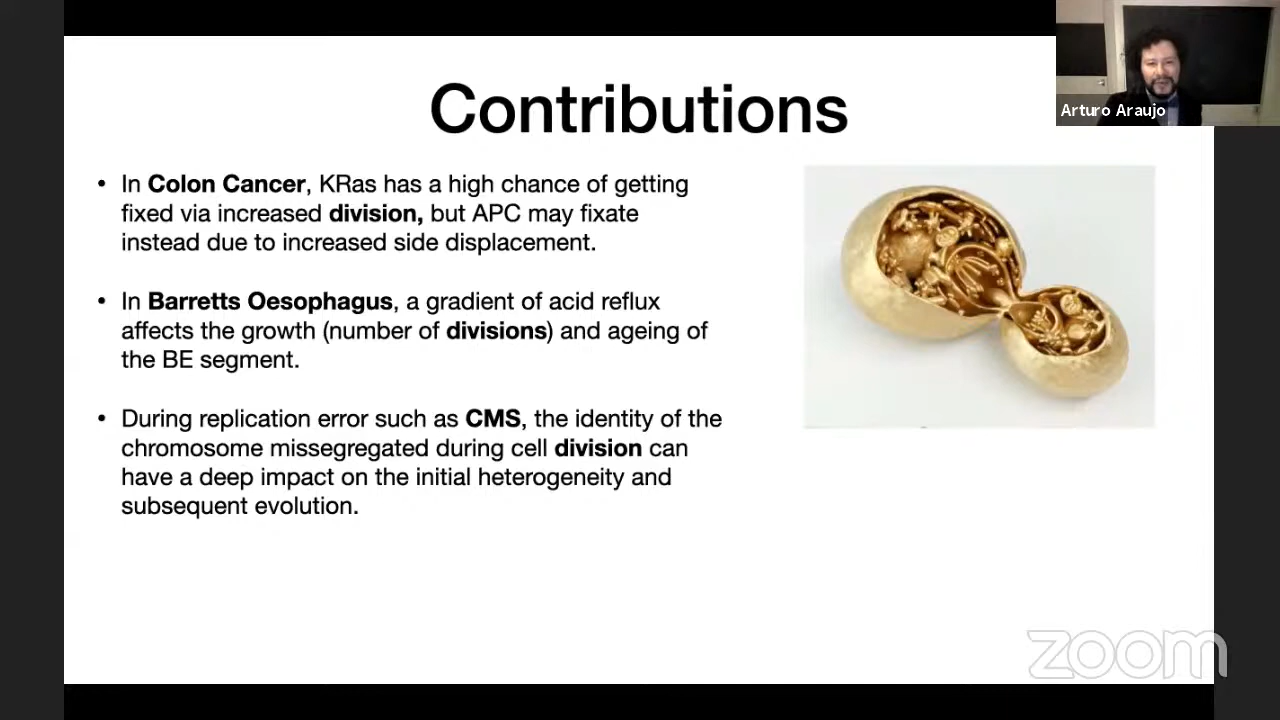 Contributions
Arturo Araujo
• In Colon Cancer, KRas has a high chance of getting
fixed via increased division, but APC may fixate
instead due to increased side displacement.
• In Barretts Oesophagus, a gradient of acid reflux
affects the growth (number of divisions) and ageing of
the BE segment.
• During replication error such as CMS, the identity of the
chromosome missegregated during cell division can
have a deep impact on the initial heterogeneity and
subsequent evolution.
zoom